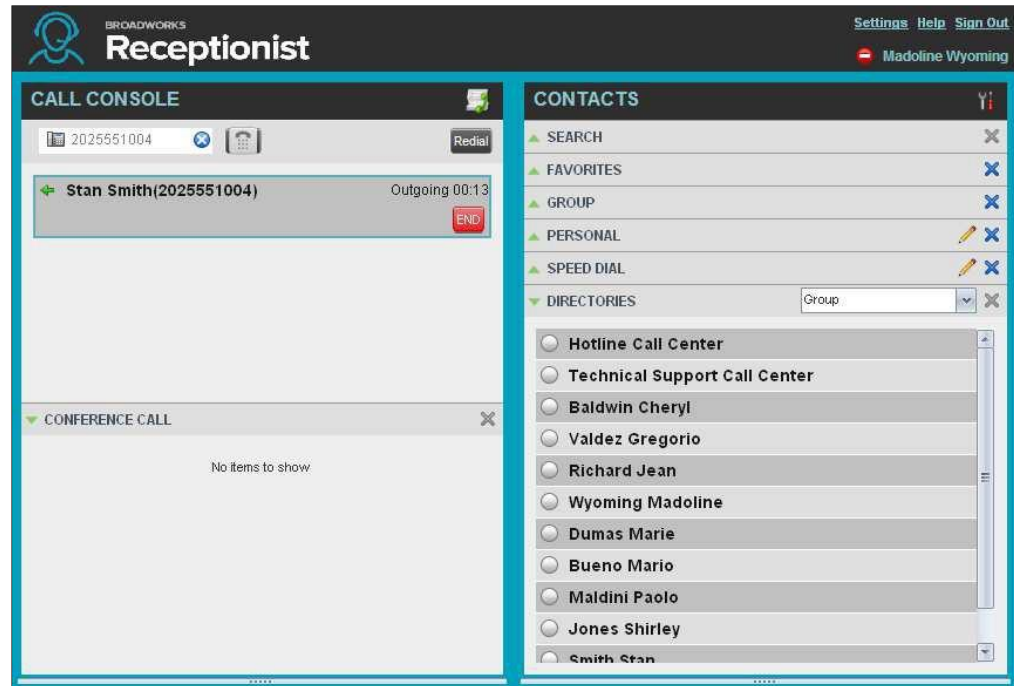 BROADWORKS
Receptionist
Settings Help Sign Out
Madoline Wyoming
CALL CONSOLE
2025551004
Redial
Stan Smith(2025551004)
Outgoing 00:13
END
CONFERENCE CALL
No items to show
CONTACTS
SEARCH
FAVORITES
GROUP
PERSONAL
SPEED DIAL
DIRECTORIES
Group
Hotline Call Center
Technical Support Call Center
Baldwin Cheryl
Valdez Gregorio
Richard Jean
Wyoming Madoline
Dumas Marie
Bueno Mario
Maldini Paolo
Jones Shirley
Smith Stan